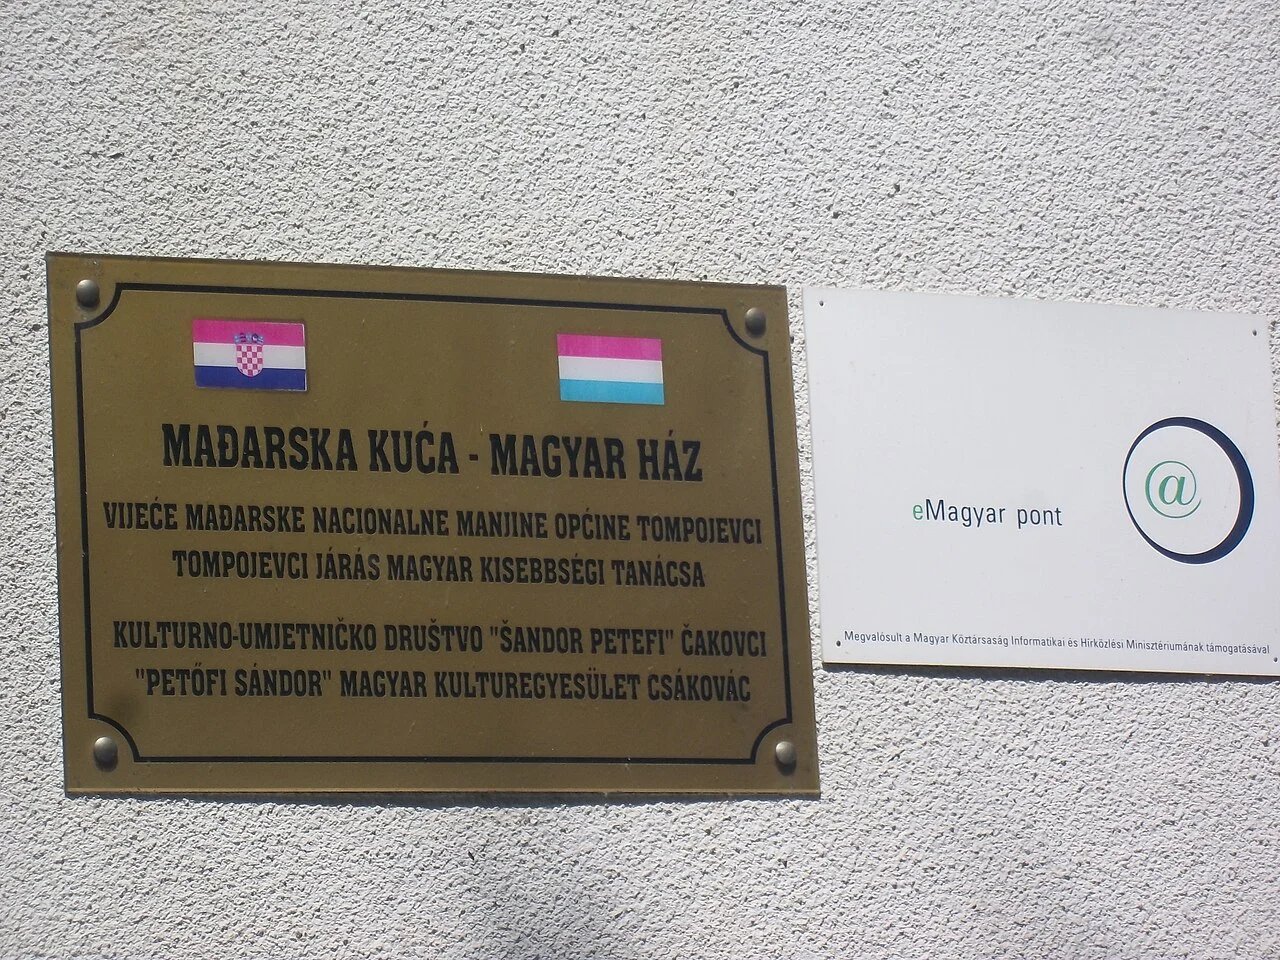 MAĐARSKA KUĆA - MAGYAR HÁZ
VIJEĆE MAĐARSKE NACIONALNE MANJINE OPĆINE TOMPOJEVCI
TOMPOJEVCI JÁRÁS MAGYAR KISEBBSÉGI TANÁCSA
KULTURNO-UMJETNIČKO DRUŠTVO "ŠANDOR PETEFI" ČAKOVCI
"PETŐFI SÁNDOR" MAGYAR KULTUREGYESÜLET CSÁKOVÁC
eMagyar pont
@
Megvalósult a Magyar Köztársaság Informatikai és Hírközlési Minisztériumának támogatásával